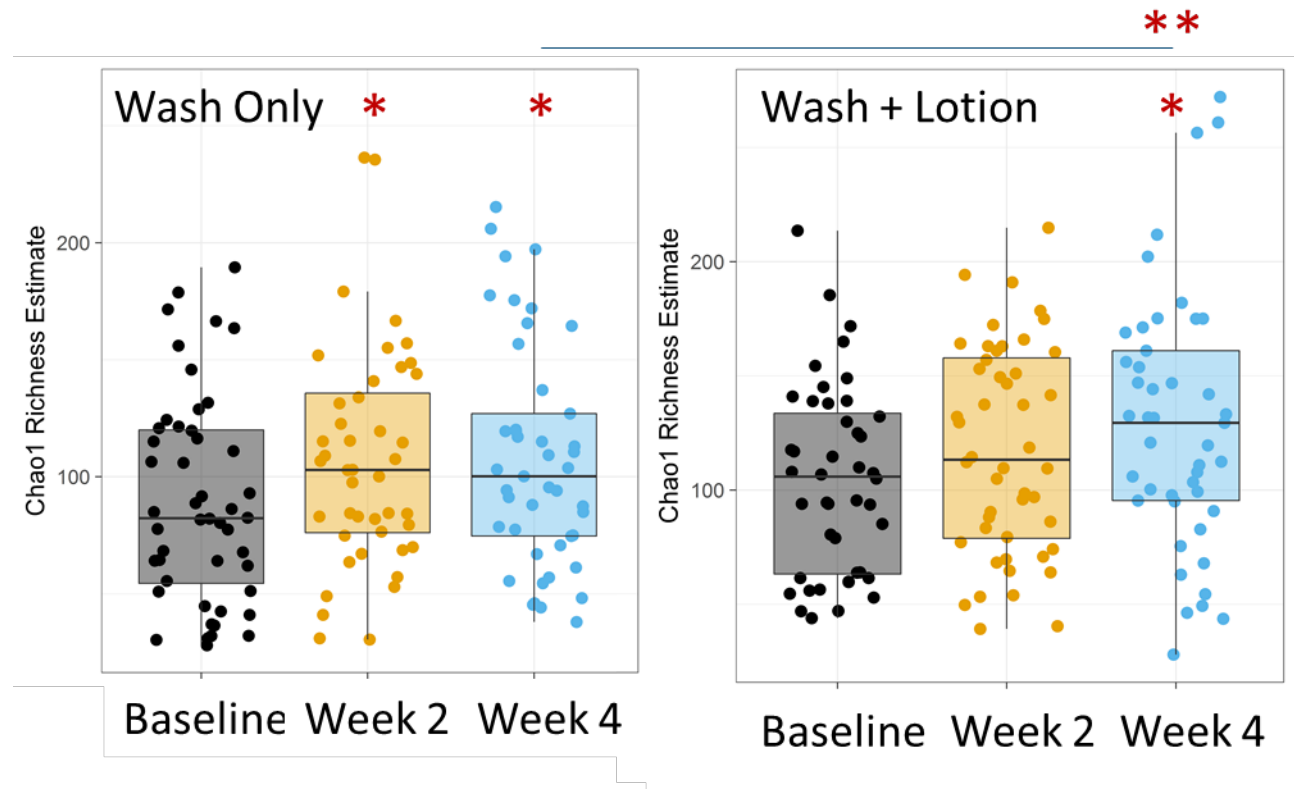 **
Wash Only * *
Chao1 Richness Estimate
200
100
Baseline Week 2 Week 4
Wash + Lotion *
Chao1 Richness Estimate
200
100
Baseline Week 2 Week 4